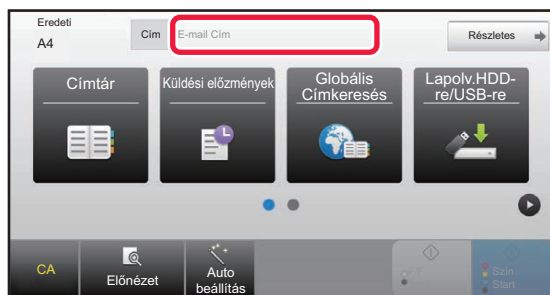 Eredeti
A4
Cím
E-mail Cím
Részletes
Címtár
Küldési előzmények
Globális
Címkeresés
Lapolv.HDD-
re/USB-re
CA
Előnézet
Auto
beállítás
Szín
Start